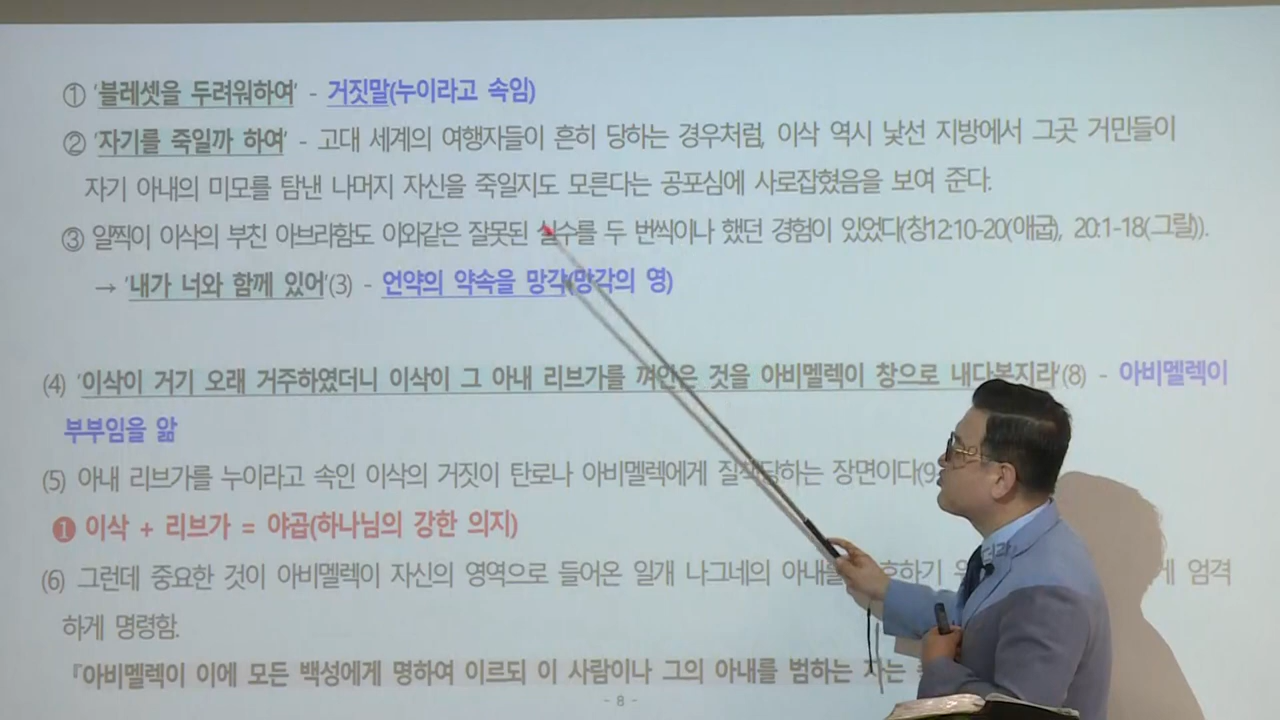 ① '블레셋을 두려워하여' - 거짓말(누이라고 속임)
② '자기를 죽일까 하여' - 고대 세계의 여행자들이 흔히 당하는 경우처럼, 이삭 역시 낯선 지방에서 그곳 거민들이
자기 아내의 미모를 탐낸 나머지 자신을 죽일지도 모른다는 공포심에 사로잡혔음을 보여 준다.
③ 일찍이 이삭의 부친 아브라함도 이와같은 잘못된 실수를 두 번씩이나 했던 경험이 있었다(창12:10-20(애굽), 20:1-18(그랄)).
→ '내가 너와 함께 있어'(3) - 언약의 약속을 망각(망각의 영)
(4) '이삭이 거기 오래 거주하였더니 이삭이 그 아내 리브가를 껴안은 것을 아비멜렉이 창으로 내다본지라'(8) - 아비멜렉이
부부임을 앎
(5) 아내 리브가를 누이라고 속인 이삭의 거짓이 탄로나 아비멜렉에게 질책당하는 장면이다(9
❶ 이삭 + 리브가 = 야곱(하나님의 강한 의지)
(6) 그런데 중요한 것이 아비멜렉이 자신의 영역으로 들어온 일개 나그네의 아내를 엄격
하게 명령함.
『아비멜렉이 이에 모든 백성에게 명하여 이르되 이 사람이나 그의 아내를 범하는 자는
- 8 -